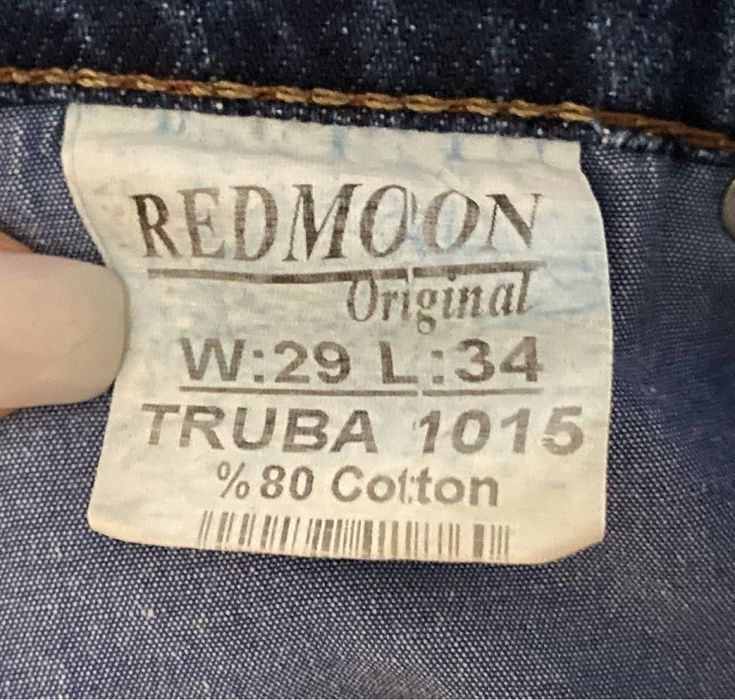 REDMOON
Original
W:29 L:34
TRUBA 1015
%80 Cotton